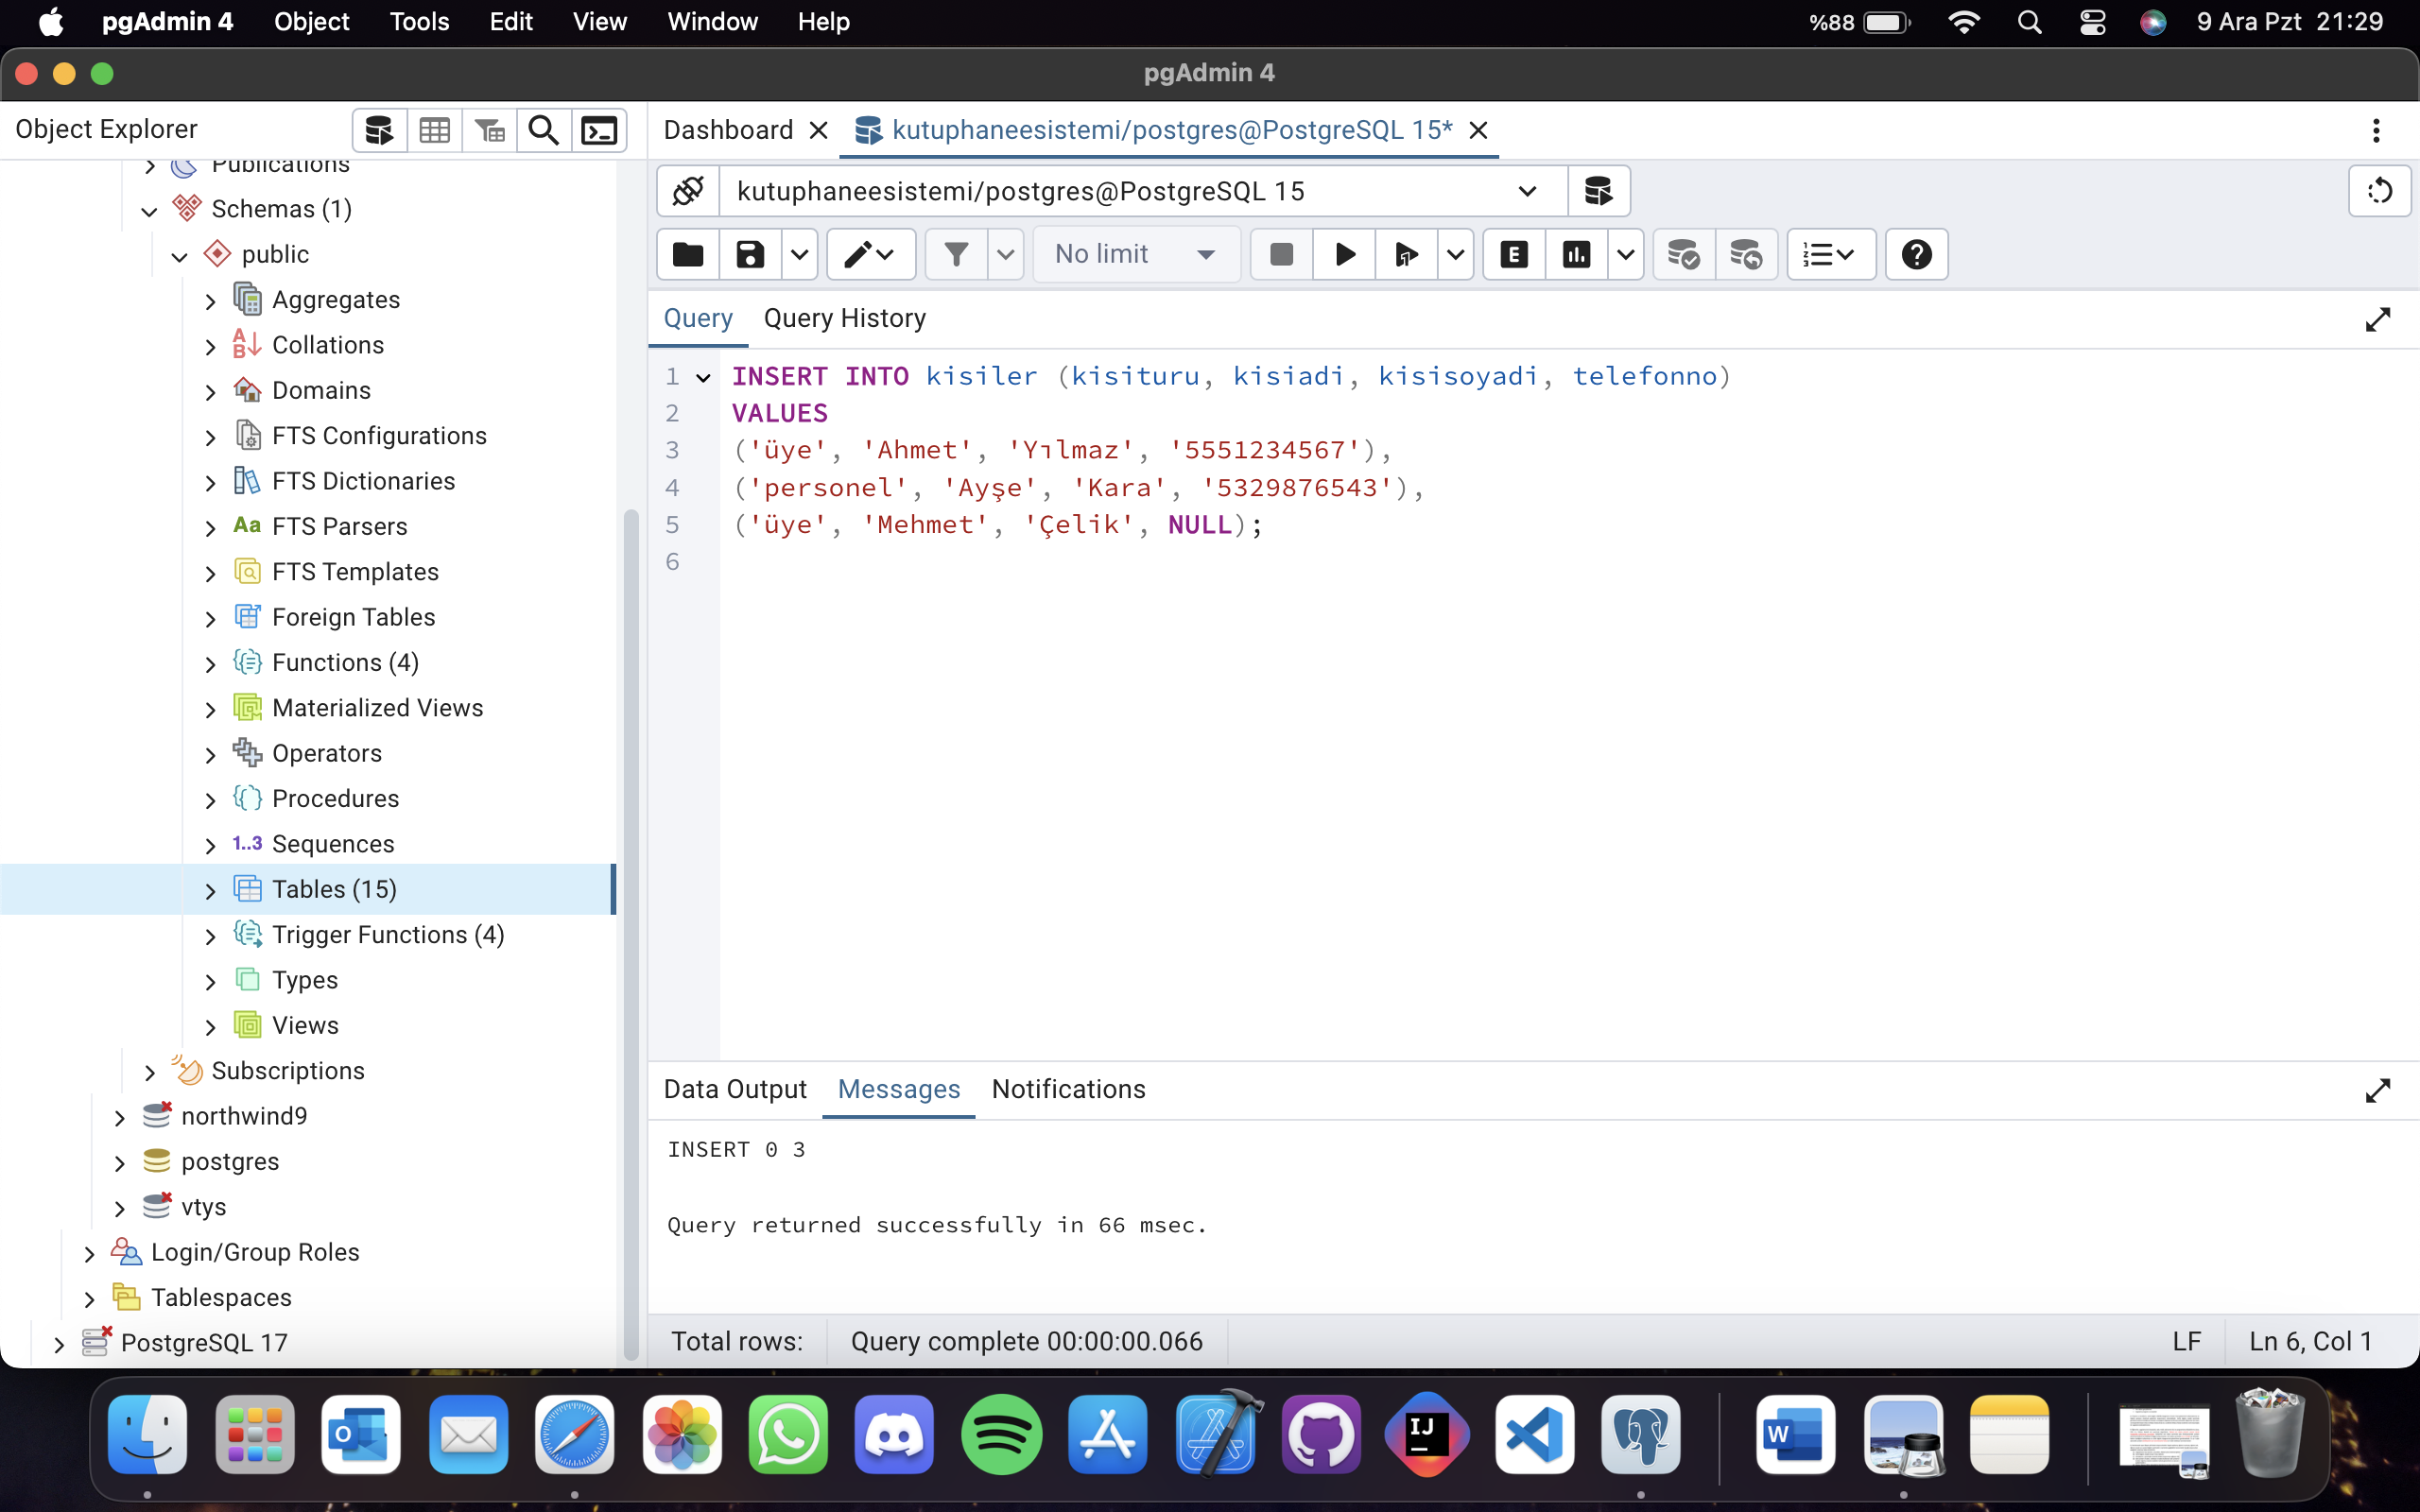 pgAdmin 4 Object Tools Edit View Window Help %88 9 Ara Pzt 21:29
pgAdmin 4
Object Explorer
Publications
Schemas (1)
public
Aggregates
Collations
Domains
FTS Configurations
FTS Dictionaries
Aa FTS Parsers
FTS Templates
Foreign Tables
Functions (4)
Materialized Views
Operators
Procedures
1..3 Sequences
Tables (15)
Trigger Functions (4)
Types
Views
Subscriptions
northwind9
postgres
vtys
Login/Group Roles
Tablespaces
PostgreSQL 17
Dashboard kutuphaneesistemi/postgres@PostgreSQL 15*
kutuphaneesistemi/postgres@PostgreSQL 15
No limit E
Query Query History
1 INSERT INTO kisiler (kisituru, kisiadi, kisisoyadi, telefonno)
2 VALUES
3 ('üye', 'Ahmet', 'Yılmaz', '5551234567'),
4 ('personel', 'Ayşe', 'Kara', '5329876543'),
5 ('üye', 'Mehmet', 'Çelik', NULL);
6
Data Output Messages Notifications
INSERT 0 3
Query returned successfully in 66 msec.
Total rows: Query complete 00:00:00.066 LF Ln 6, Col 1